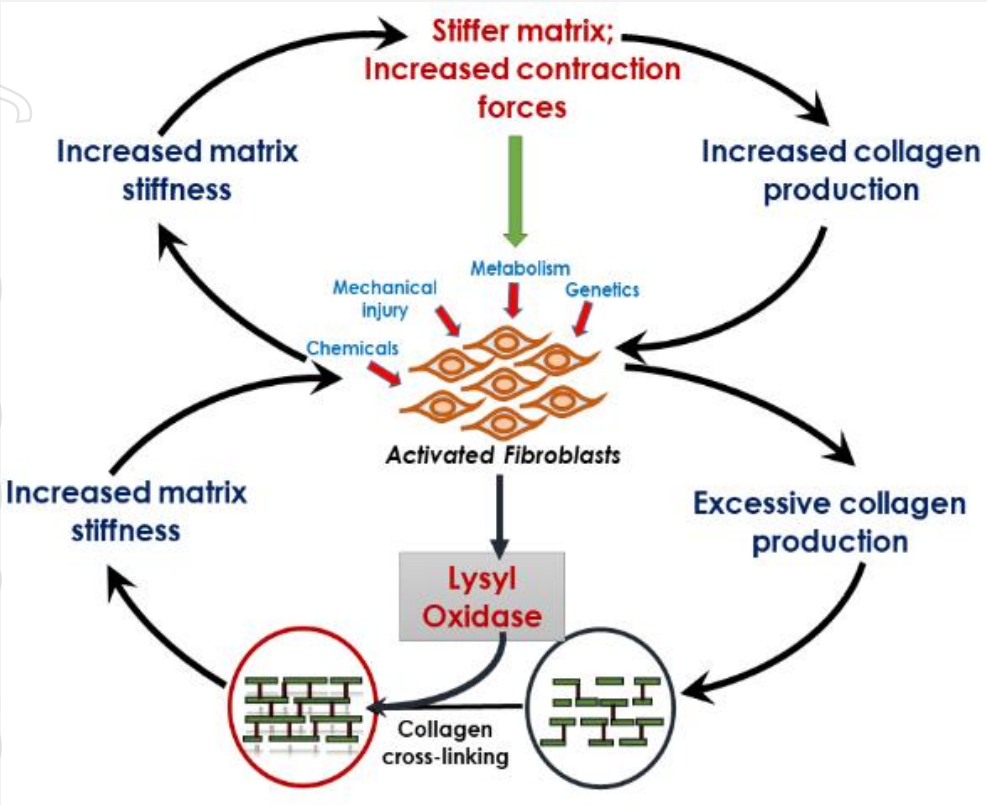 Stiffer matrix;
Increased contraction
forces
Increased matrix
stiffness
Increased collagen
production
Metabolism
Mechanical
injury
Genetics
Chemicals
Activated Fibroblasts
Increased matrix
stiffness
Excessive collagen
production
Lysyl
Oxidase
Collagen
cross-linking